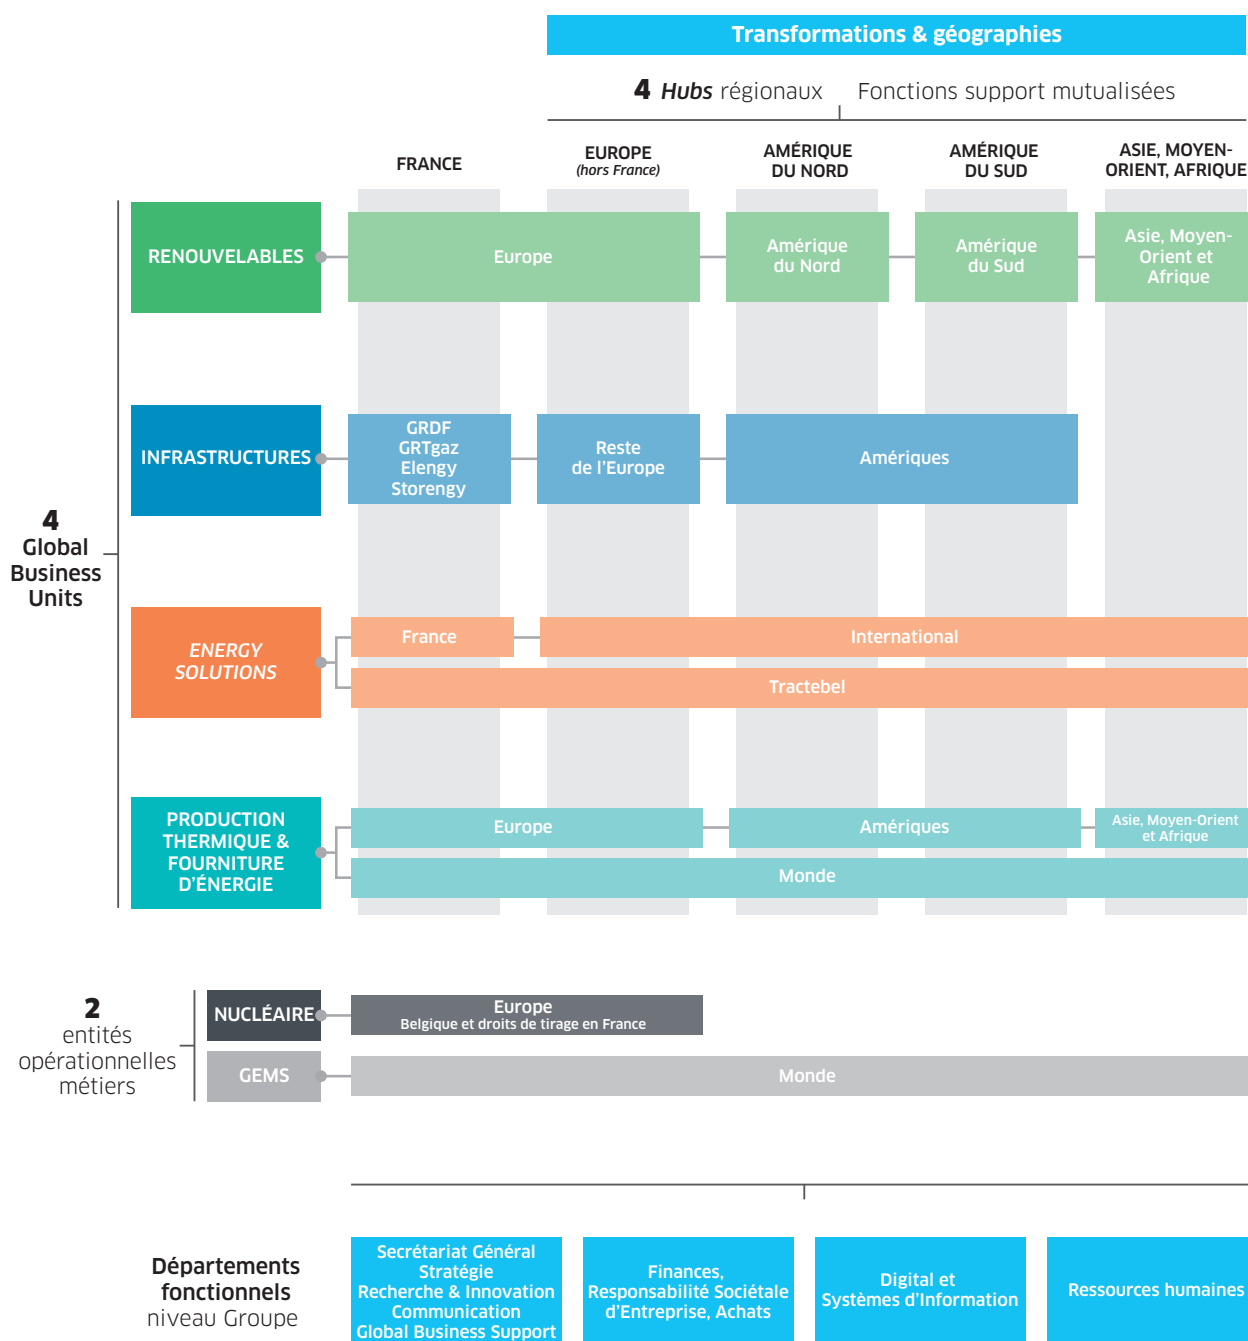 Transformations & géographies
4 Hubs régionaux
Fonctions support mutualisées
FRANCE
EUROPE
(hors France)
AMÉRIQUE
DU NORD
AMÉRIQUE
DU SUD
ASIE, MOYEN-
ORIENT, AFRIQUE
4
Global
Business
Units
RENOUVELABLES
Europe
Amérique
du Nord
Amérique
du Sud
Asie, Moyen-
Orient et
Afrique
INFRASTRUCTURES
GRDF
GRTgaz
Elengy
Storengy
Reste
de l'Europe
Amériques
ENERGY
SOLUTIONS
France
International
Tractebel
PRODUCTION
THERMIQUE &
FOURNITURE
D'ÉNERGIE
Europe
Amériques
Asie, Moyen-Orient
et Afrique
Monde
2
entités
opérationnelles
métiers
NUCLÉAIRE
Europe
Belgique et droits de tirage en France
GEMS
Monde
Départements
fonctionnels
niveau Groupe
Secrétariat Général
Stratégie
Recherche & Innovation
Communication
Global Business Support
Finances,
Responsabilité Sociétale
d'Entreprise, Achats
Digital et
Systèmes d'Information
Ressources humaines